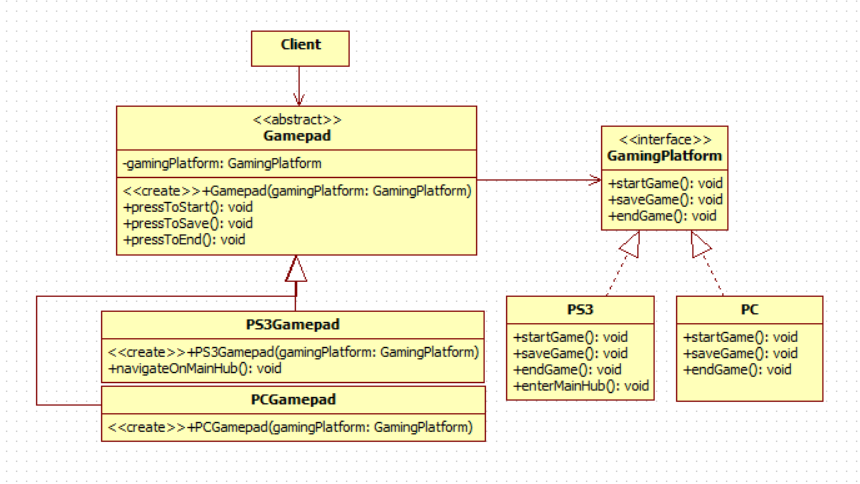 Client
<<abstract>>
Gamepad
-gamingPlatform: GamingPlatform
<<create>>+Gamepad(gamingPlatform: GamingPlatform)
+pressToStart(): void
+pressToSave(): void
+pressToEnd(): void
<<interface>>
GamingPlatform
+startGame(): void
+saveGame(): void
+endGame(): void
PS3Gamepad
<<create>>+PS3Gamepad(gamingPlatform: GamingPlatform)
+navigateOnMainHub(): void
PCGamepad
<<create>>+PCGamepad(gamingPlatform: GamingPlatform)
PS3
+startGame(): void
+saveGame(): void
+endGame(): void
+enterMainHub(): void
PC
+startGame(): void
+saveGame(): void
+endGame(): void